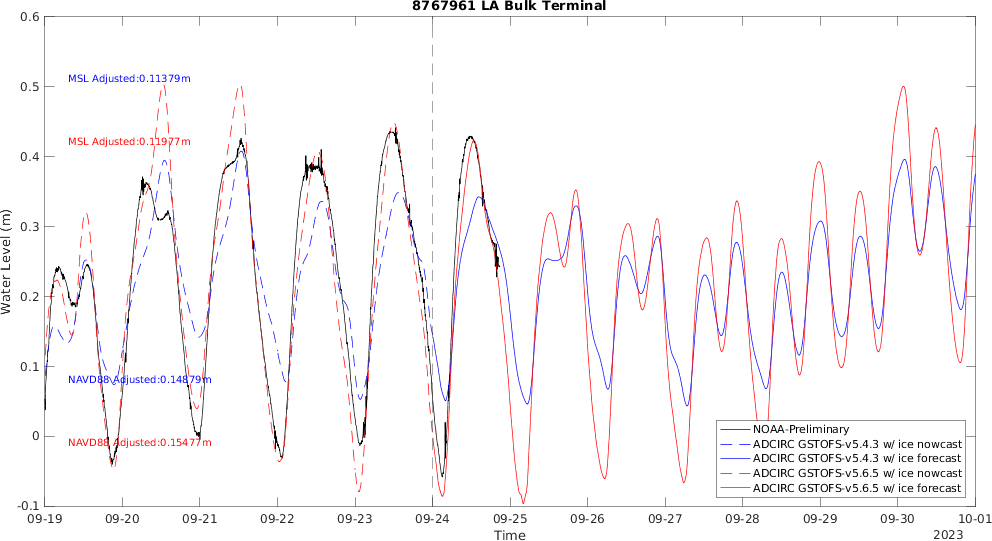 8767961 LA Bulk Terminal
Water Level (m)
0.6
0.5
0.4
0.3
0.2
0.1
0
-0.1
MSL Adjusted:0.11379m
MSL Adjusted:0.11977m
NAVD88 Adjusted:0.14879m
NAVD88 Adjusted:0.15477m
NOAA-Preliminary
ADCIRC GSTOFS-v5.4.3 w/ ice nowcast
ADCIRC GSTOFS-v5.4.3 w/ ice forecast
ADCIRC GSTOFS-v5.6.5 w/ ice nowcast
ADCIRC GSTOFS-v5.6.5 w/ ice forecast
09-19 09-20 09-21 09-22 09-23 09-24 09-25 09-26 09-27 09-28 09-29 09-30 10-01
Time
2023